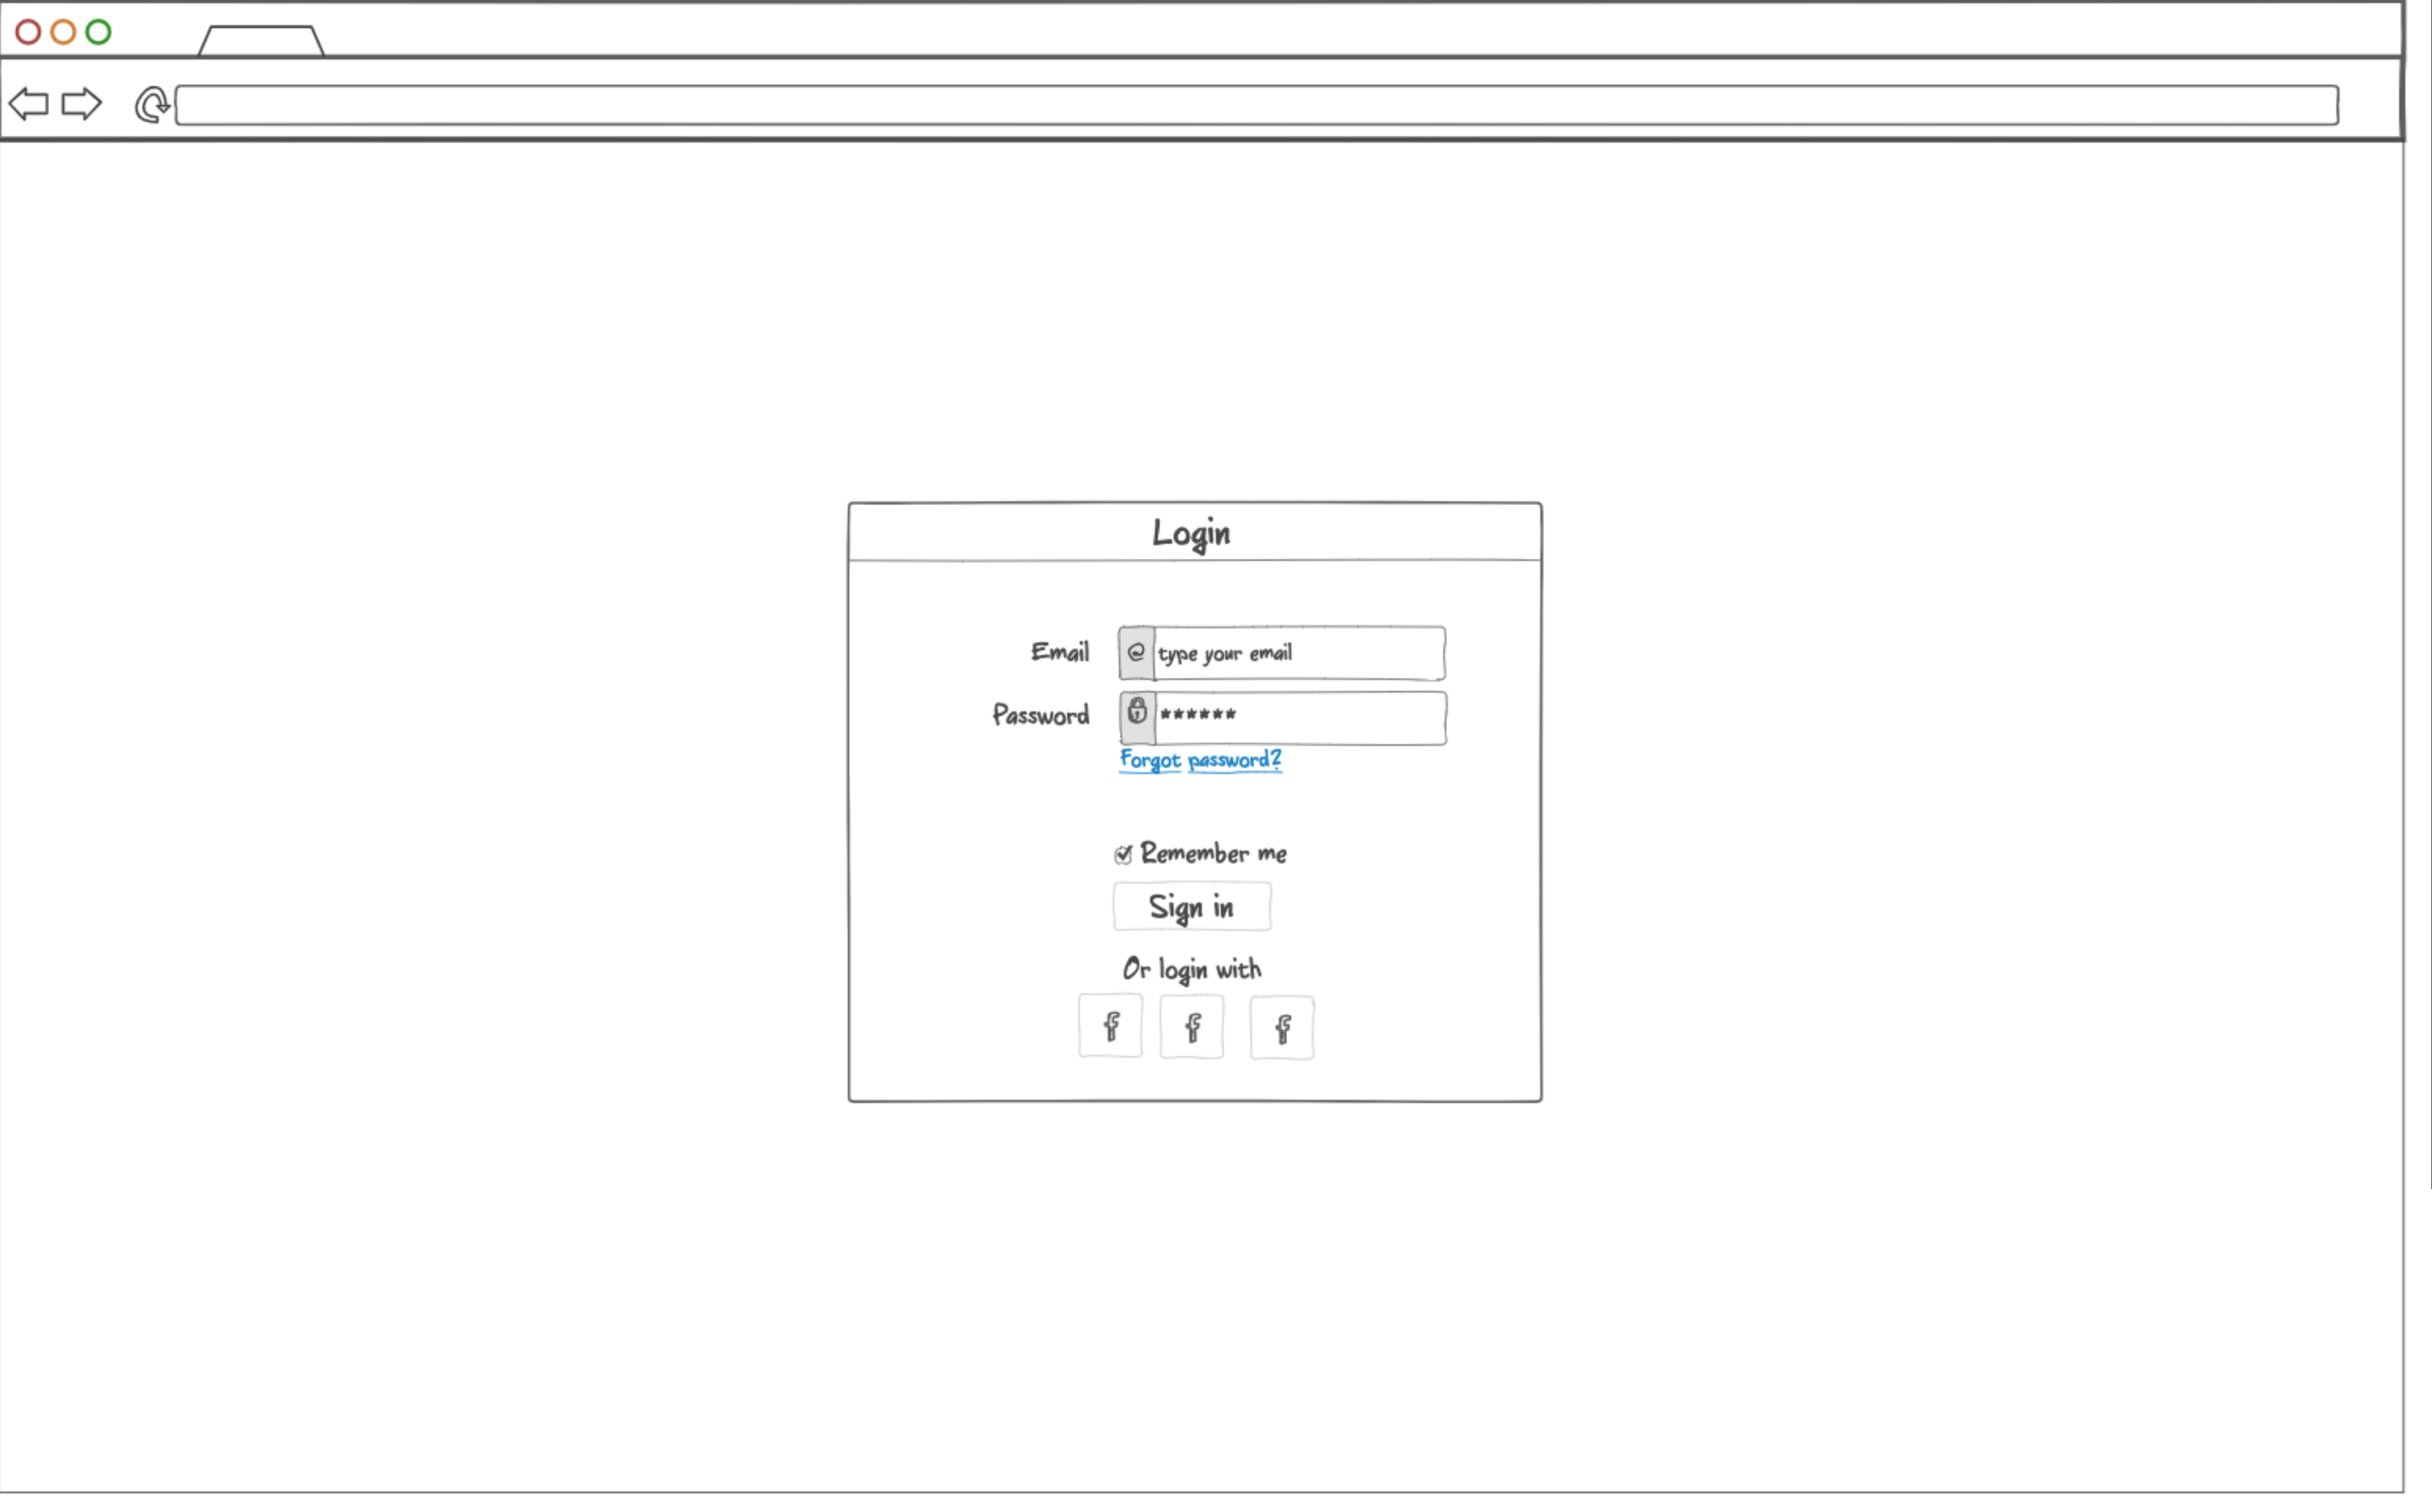 Login
Email
@ type your email
Password
******
Forgot password?
Remember me
Sign in
Or login with
f f f